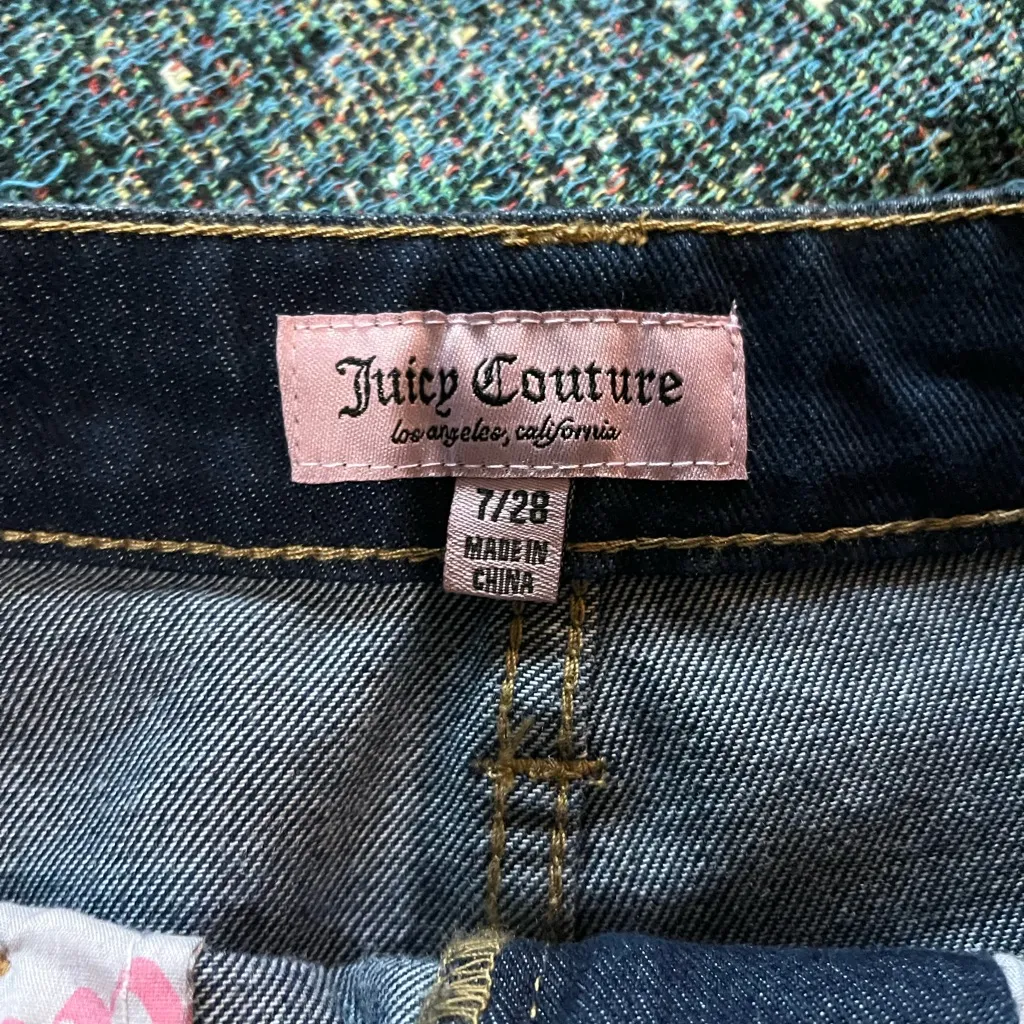 Juicy Couture
los angeles, california
7/28
MADE IN
CHINA